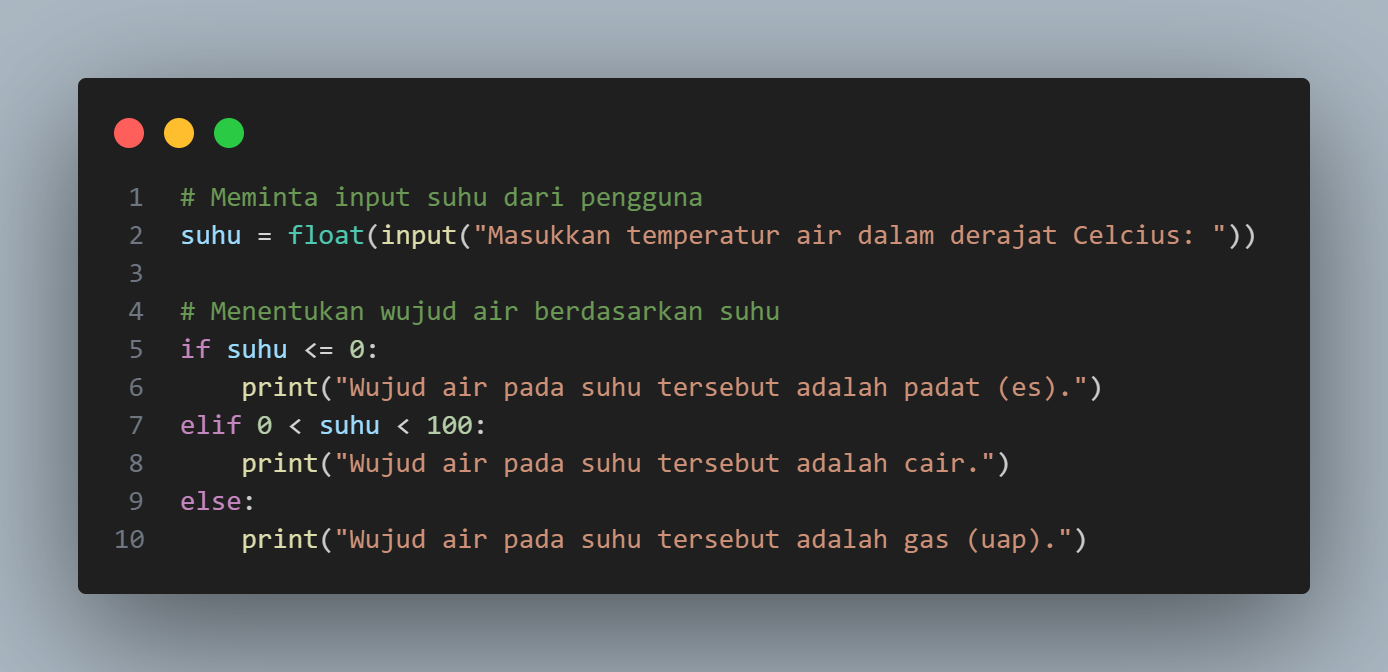 1 # Meminta input suhu dari pengguna
2 suhu = float(input("Masukkan temperatur air dalam derajat Celcius: "))
3
4 # Menentukan wujud air berdasarkan suhu
5 if suhu <= 0:
6     print("Wujud air pada suhu tersebut adalah padat (es).")
7 elif 0 < suhu < 100:
8     print("Wujud air pada suhu tersebut adalah cair.")
9 else:
10     print("Wujud air pada suhu tersebut adalah gas (uap).")